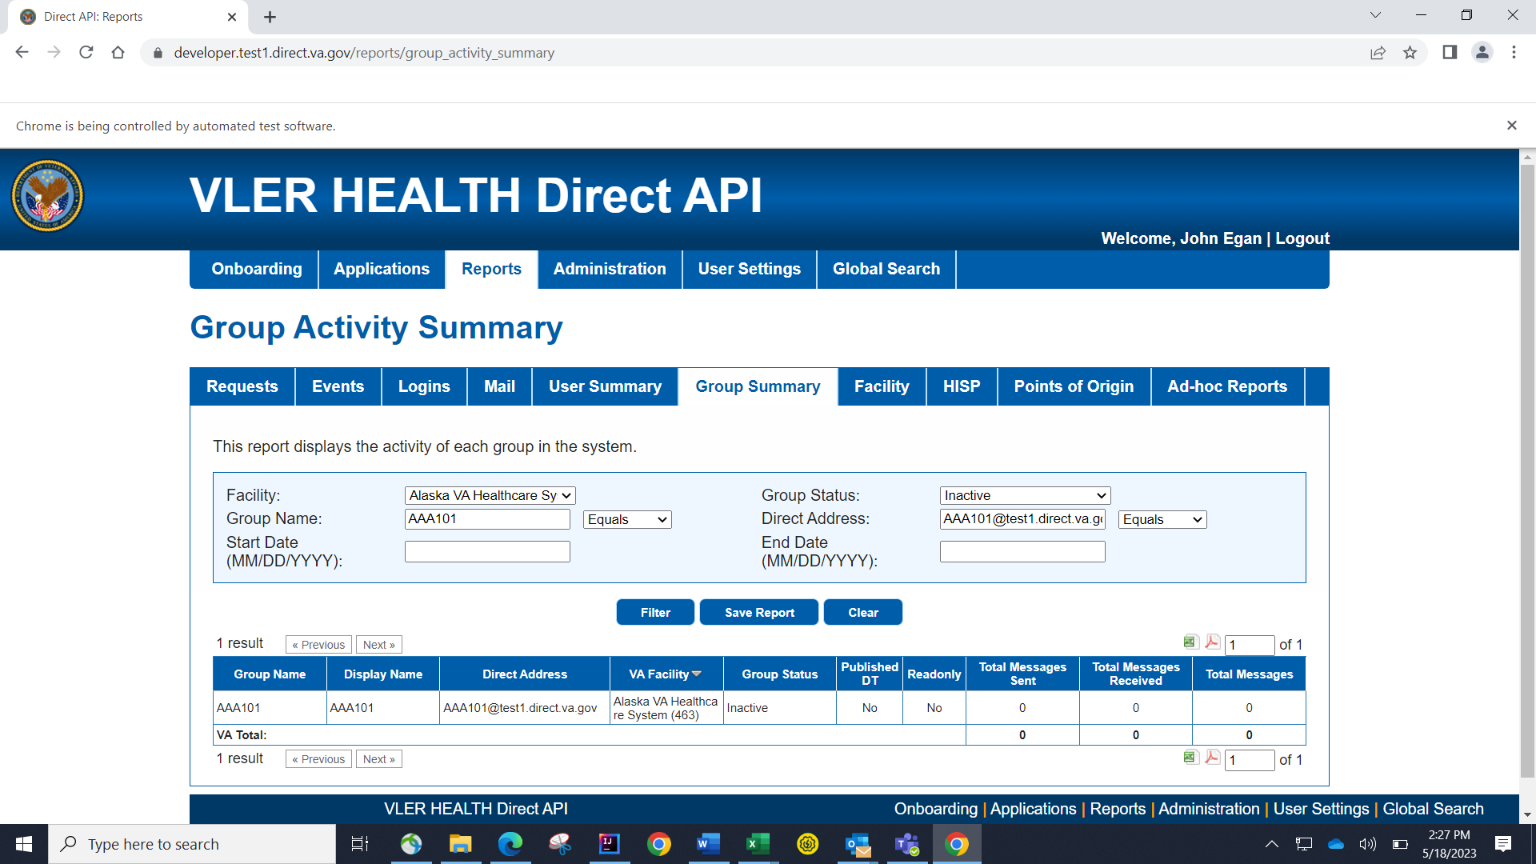 Direct API: Reports
developer.test1.direct.va.gov/reports/group_activity_summary
Chrome is being controlled by automated test software.
VLER HEALTH Direct API
Welcome, John Egan | Logout
Onboarding Applications Reports Administration User Settings Global Search
Group Activity Summary
Requests Events Logins Mail User Summary Group Summary Facility HISP Points of Origin Ad-hoc Reports
This report displays the activity of each group in the system.
Facility: Alaska VA Healthcare Sy Group Status: Inactive
Group Name: AAA101 Equals Direct Address: AAA101@test1.direct.va.g Equals
Start Date End Date
(MM/DD/YYYY): (MM/DD/YYYY):
Filter Save Report Clear
1 result « Previous Next » 1 of 1
Group Name Display Name Direct Address VA Facility Group Status Published DT Readonly Total Messages Sent Total Messages Received Total Messages
AAA101 AAA101 AAA101@test1.direct.va.gov Alaska VA Healthca
re System (463) Inactive No No 0 0 0
VA Total: 0 0 0
1 result « Previous Next » 1 of 1
VLER HEALTH Direct API Onboarding | Applications | Reports | Administration | User Settings | Global Search
Type here to search
2:27 PM
5/18/2023